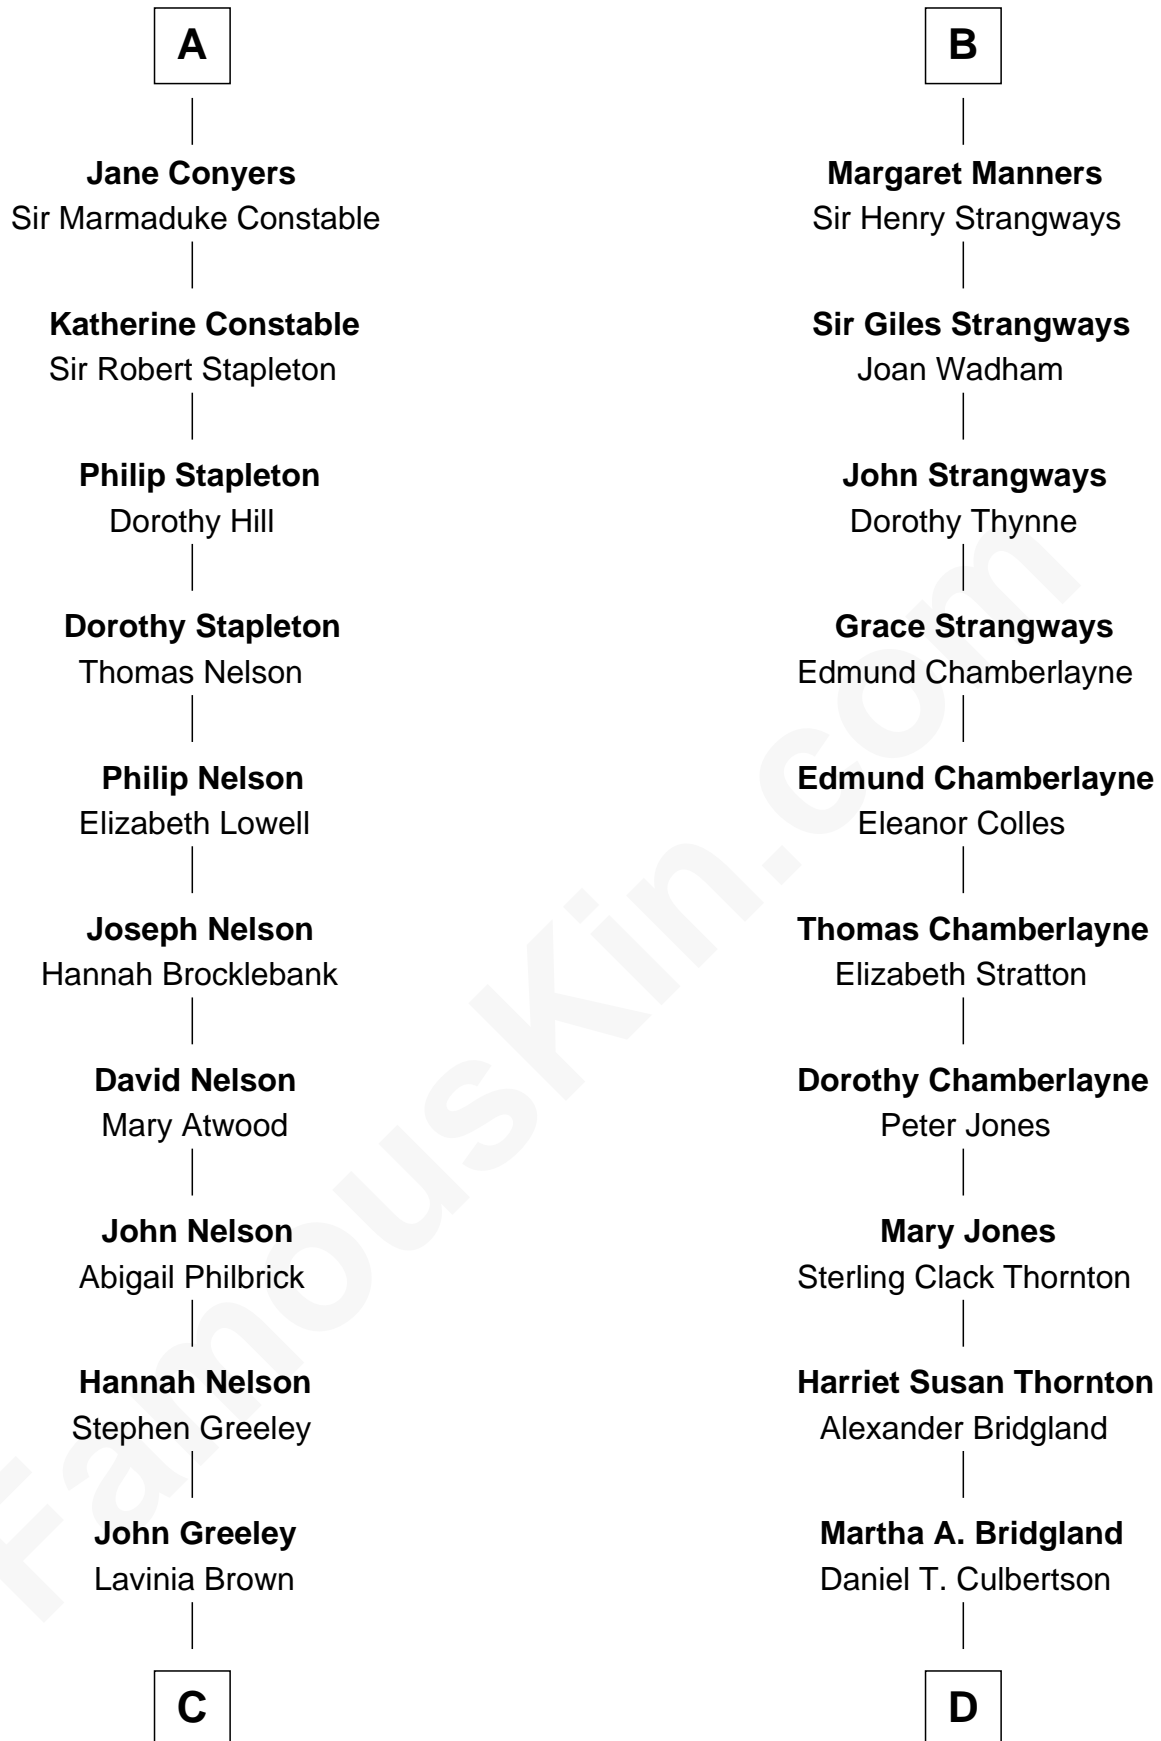 A
Jane Conyers
Sir Marmaduke Constable
Katherine Constable
Sir Robert Stapleton
Philip Stapleton
Dorothy Hill
Dorothy Stapleton
Thomas Nelson
Philip Nelson
Elizabeth Lowell
Joseph Nelson
Hannah Brocklebank
David Nelson
Mary Atwood
John Nelson
Abigail Philbrick
Hannah Nelson
Stephen Greeley
John Greeley
Lavinia Brown
C
B
Margaret Manners
Sir Henry Strangways
Sir Giles Strangways
Joan Wadham
John Strangways
Dorothy Thynne
Grace Strangways
Edmund Chamberlayne
Edmund Chamberlayne
Eleanor Colles
Thomas Chamberlayne
Elizabeth Stratton
Dorothy Chamberlayne
Peter Jones
Mary Jones
Sterling Clack Thornton
Harriet Susan Thornton
Alexander Bridgland
Martha A. Bridgland
Daniel T. Culbertson
D
FamousKin.com